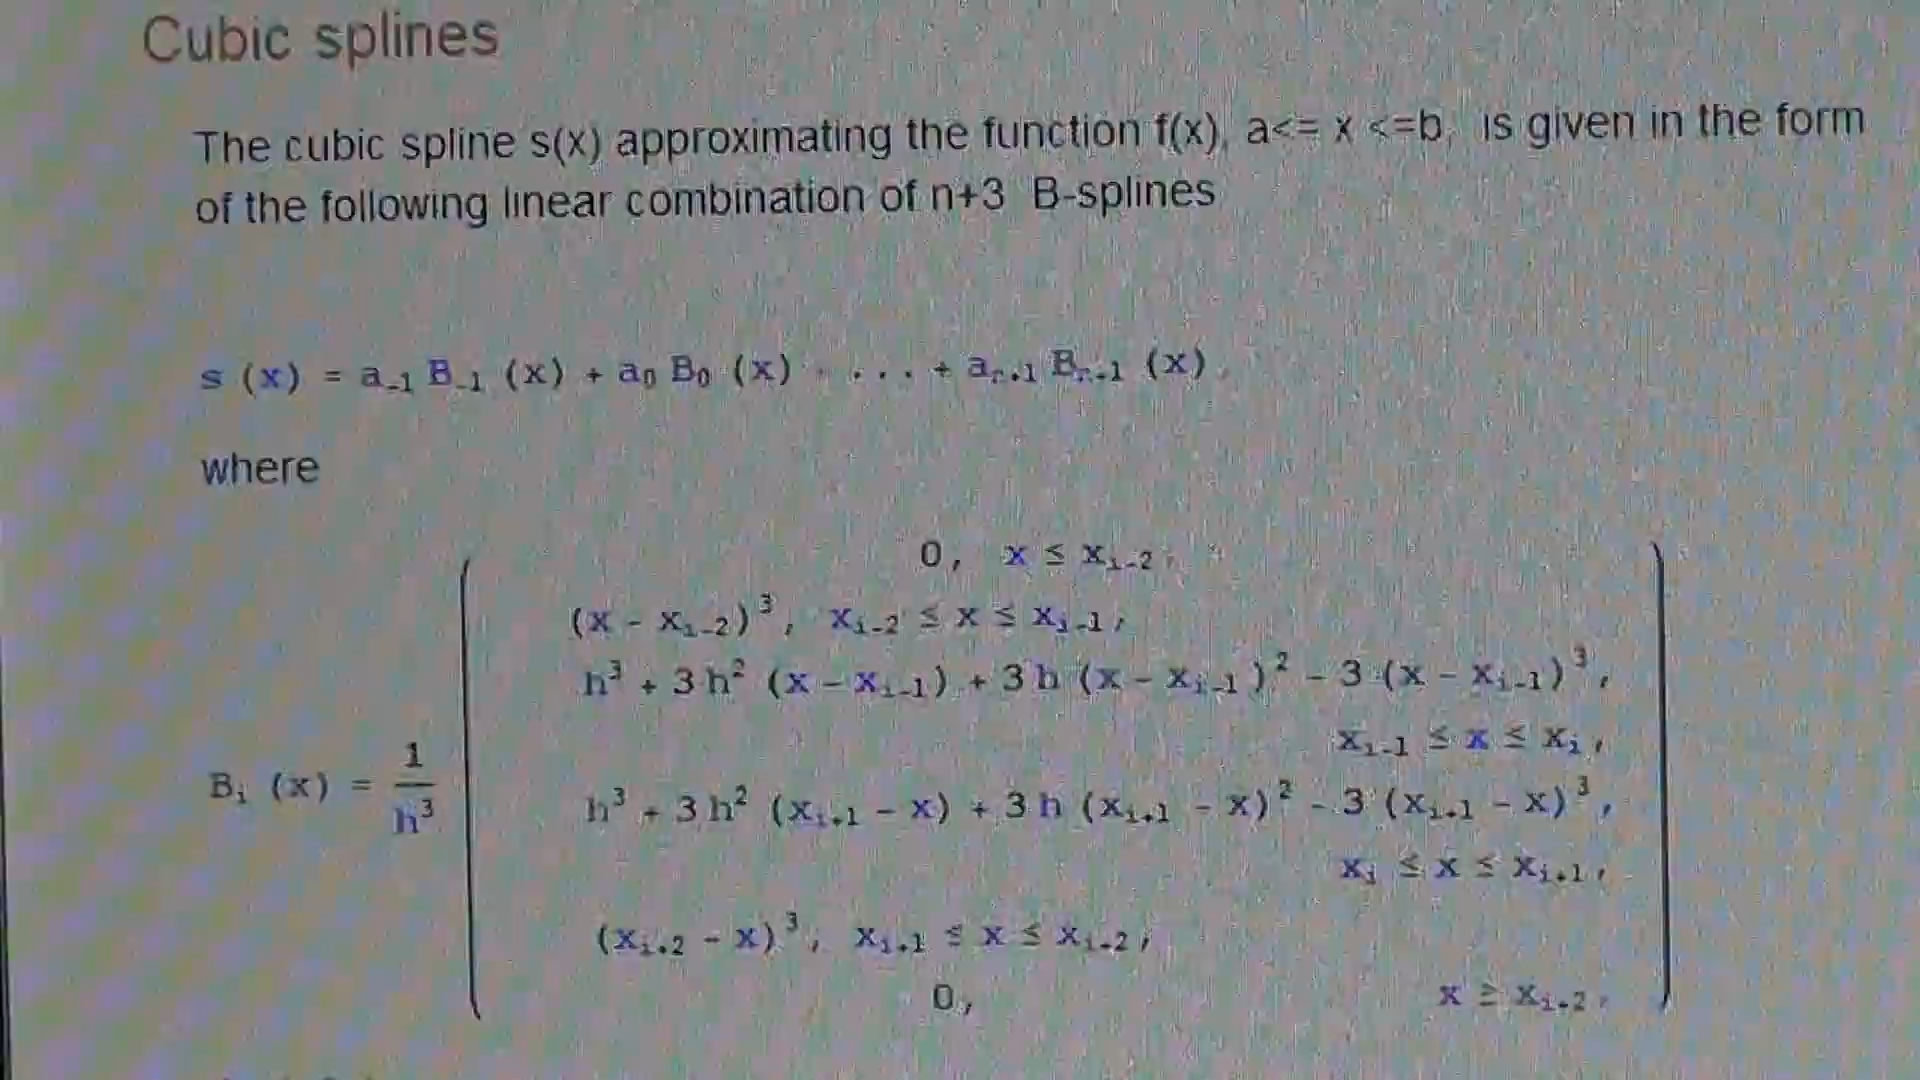 Cubic splines
The cubic spline s(x) approximating the function f(x), a<= x <=b, is given in the form
of the following linear combination of n+3 B-splines
s (x) = a₋₁ B₋₁ (x) + a₀ B₀ (x) + ... + aₙ₊₁ Bₙ₊₁ (x),
where
0, x ≤ xᵢ₋₂,
(x - xᵢ₋₂)³, xᵢ₋₂ ≤ x ≤ xᵢ₋₁,
h³ + 3 h² (x - xᵢ₋₁) + 3 h (x - xᵢ₋₁)² - 3 (x - xᵢ₋₁)³,
xᵢ₋₁ ≤ x ≤ xᵢ,
Bᵢ (x) = 1/h³
h³ + 3 h² (xᵢ₊₁ - x) + 3 h (xᵢ₊₁ - x)² - 3 (xᵢ₊₁ - x)³,
xᵢ ≤ x ≤ xᵢ₊₁,
(xᵢ₊₂ - x)³, xᵢ₊₁ ≤ x ≤ xᵢ₊₂,
0, x ≥ xᵢ₊₂,